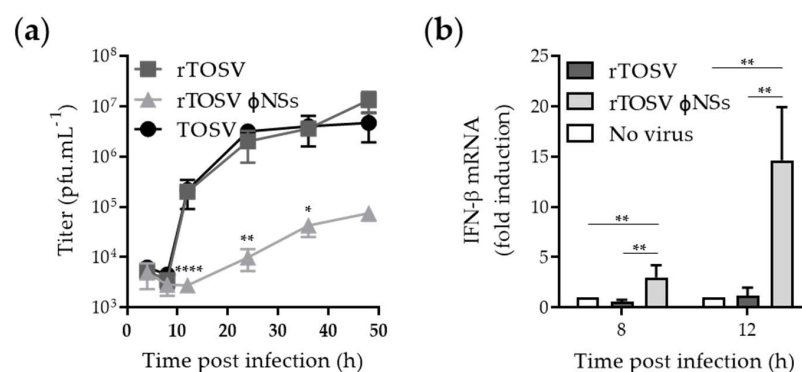 (a)
Titer (pfu.mL⁻¹)
10⁸
10⁷
10⁶
10⁵
10⁴
10³
rTOSV
rTOSV ϕNSs
TOSV
****
**
*
0 10 20 30 40 50
Time post infection (h)
(b)
IFN-β mRNA
(fold induction)
25
20
15
10
5
0
rTOSV
rTOSV ϕNSs
No virus
**
**
**
**
8 12
Time post infection (h)